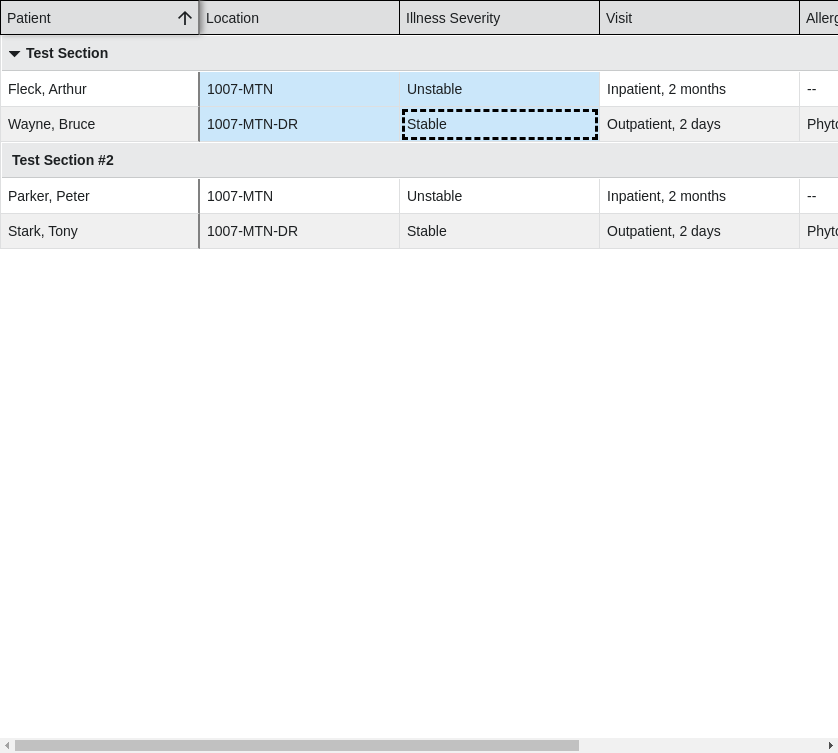 Patient Location Illness Severity Visit Allerg
Test Section
Fleck, Arthur 1007-MTN Unstable Inpatient, 2 months --
Wayne, Bruce 1007-MTN-DR Stable Outpatient, 2 days Phyto
Test Section #2
Parker, Peter 1007-MTN Unstable Inpatient, 2 months --
Stark, Tony 1007-MTN-DR Stable Outpatient, 2 days Phyto